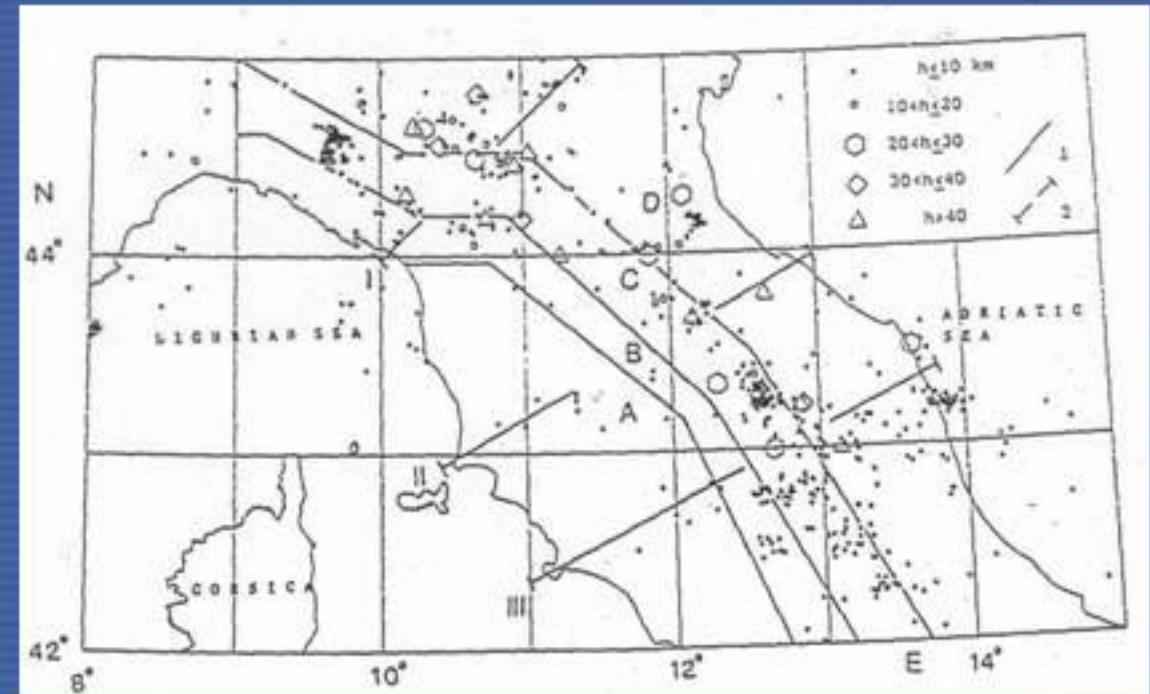 h≤10 km
10<h≤20
20<h≤30
30<h≤40
h>40
1
2
N
44°
42°
8°
10°
12°
E
14°
LIGURIAN SEA
ADRIATIC
SEA
CORSICA
I
II
III
A
B
C
D